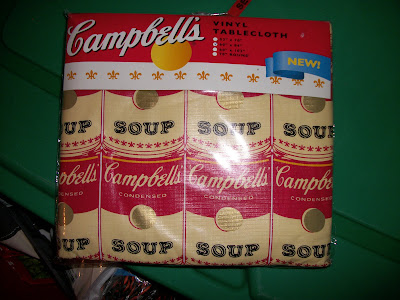 Campbell's
VINYL
TABLECLOTH
NEW!
SOUP SOUP SOUP SOUP
Campbell's Campbell's Campbell's Campbell's
CONDENSED CONDENSED CONDENSED CONDENSED
SOUP SOUP SOUP SOUP